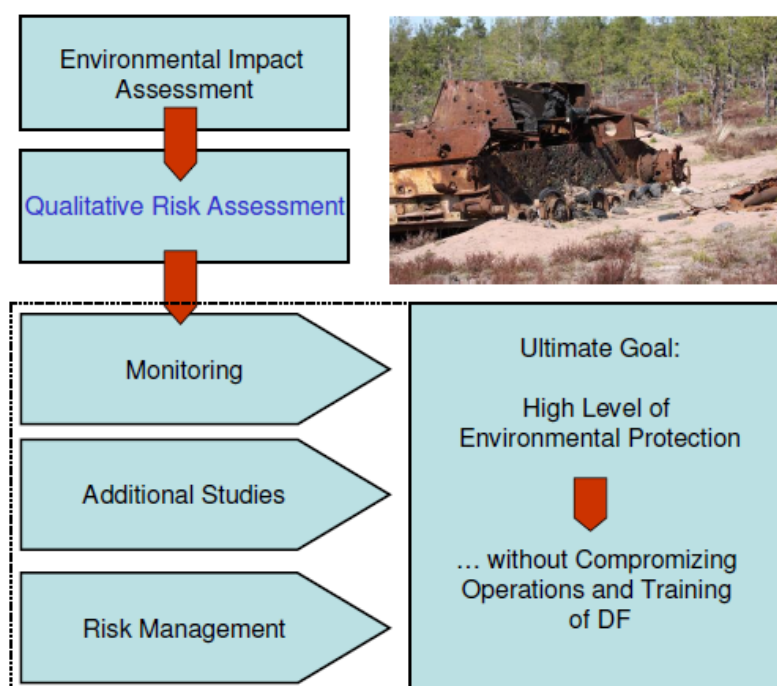 Environmental Impact
Assessment
Qualitative Risk Assessment
Monitoring
Additional Studies
Risk Management
Ultimate Goal:
High Level of
Environmental Protection
... without Compromizing
Operations and Training
of DF